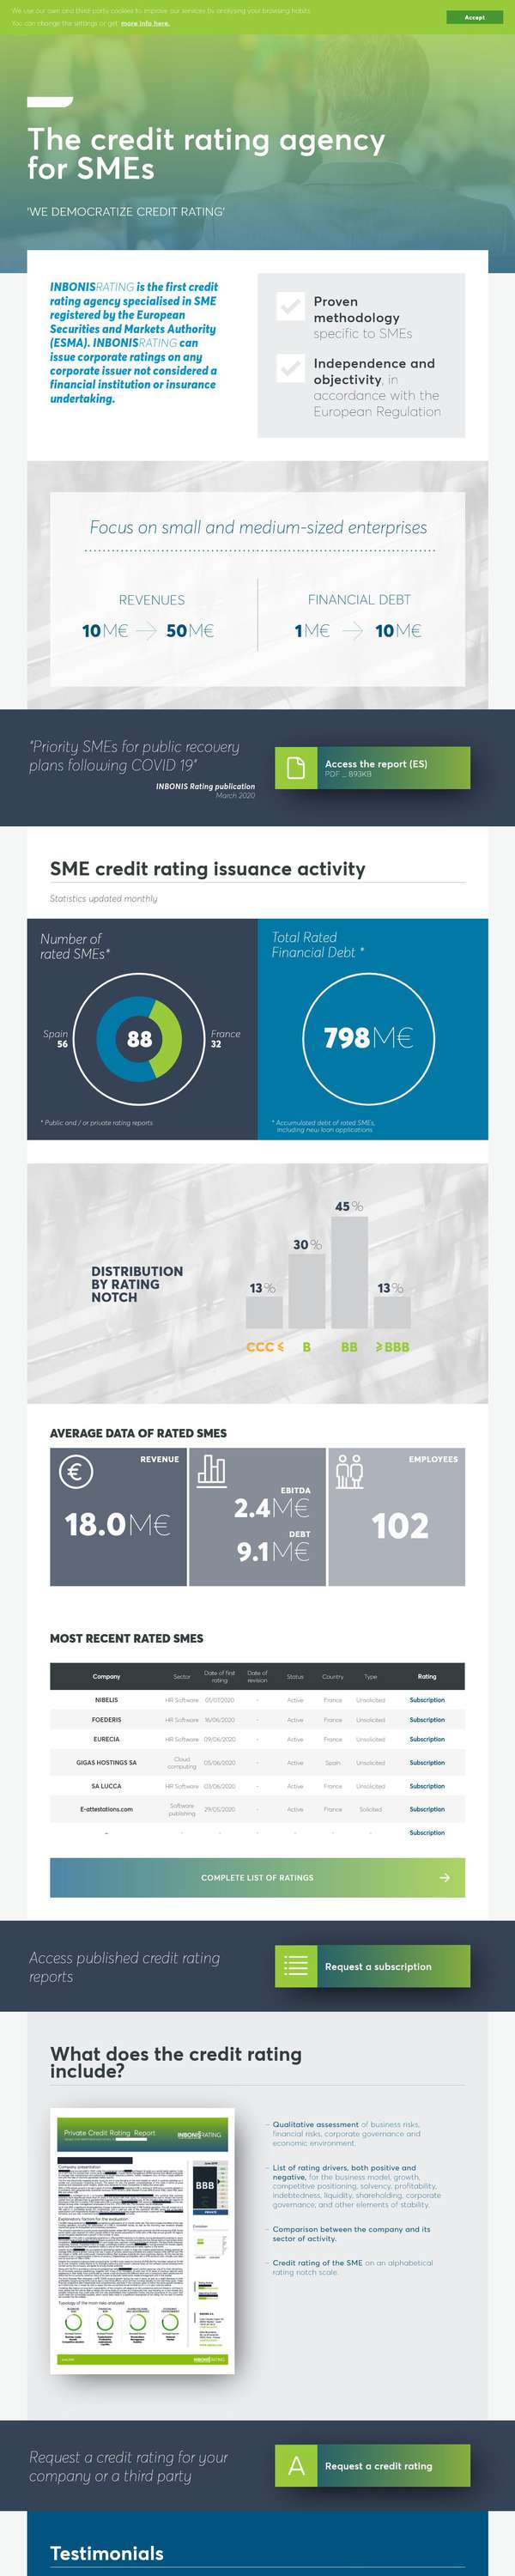 We use our own and third party cookies to improve our services by analysing your browsing habits.
You can change the settings or get more info here.
Accept
The credit rating agency
for SMEs
'WE DEMOCRATIZE CREDIT RATING'
INBONISRATING is the first credit
rating agency specialised in SME
registered by the European
Securities and Markets Authority
(ESMA). INBONISRATING can
issue corporate ratings on any
corporate issuer not considered a
financial institution or insurance
undertaking.
Proven
methodology
specific to SMEs
Independence and
objectivity, in
accordance with the
European Regulation
Focus on small and medium-sized enterprises
REVENUES
10M€ → 50M€
FINANCIAL DEBT
1M€ → 10M€
"Priority SMEs for public recovery
plans following COVID 19"
INBONIS Rating publication
March 2020
Access the report (ES)
PDF _ 893KB
SME credit rating issuance activity
Statistics updated monthly
Number of
rated SMEs*
Spain
56
88
France
32
* Public and / or private rating reports
Total Rated
Financial Debt *
798M€
* Accumulated debt of rated SMEs,
including new loan applications
DISTRIBUTION
BY RATING
NOTCH
13%
30%
45%
13%
CCC ≤
B
BB
≥ BBB
AVERAGE DATA OF RATED SMES
REVENUE
18.0M€
EBITDA
2.4M€
DEBT
9.1M€
EMPLOYEES
102
MOST RECENT RATED SMES
Company Sector Date of first rating Date of revision Status Country Type Rating
NIBELIS HR Software 01/07/2020 - Active France Unsolicited Subscription
FOEDERIS HR Software 16/06/2020 - Active France Unsolicited Subscription
EURECIA HR Software 09/06/2020 - Active France Unsolicited Subscription
GIGAS HOSTINGS SA Cloud computing 05/06/2020 - Active Spain Unsolicited Subscription
SA LUCCA HR Software 03/06/2020 - Active France Unsolicited Subscription
E-attestations.com Software publishing 29/05/2020 - Active France Solicited Subscription
- - - - - - - Subscription
COMPLETE LIST OF RATINGS →
Access published credit rating
reports
Request a subscription
What does the credit rating
include?
Private Credit Rating Report
INBONISRATING
Company presentation
BBB
- Qualitative assessment of business risks,
financial risks, corporate governance and
economic environment.
- List of rating drivers, both positive and
negative, for the business model, growth,
competitive positioning, solvency, profitability,
indebtedness, liquidity, shareholding, corporate
governance, and other elements of stability.
- Comparison between the company and its
sector of activity.
- Credit rating of the SME on an alphabetical
rating notch scale.
Request a credit rating for your
company or a third party
A
Request a credit rating
Testimonials